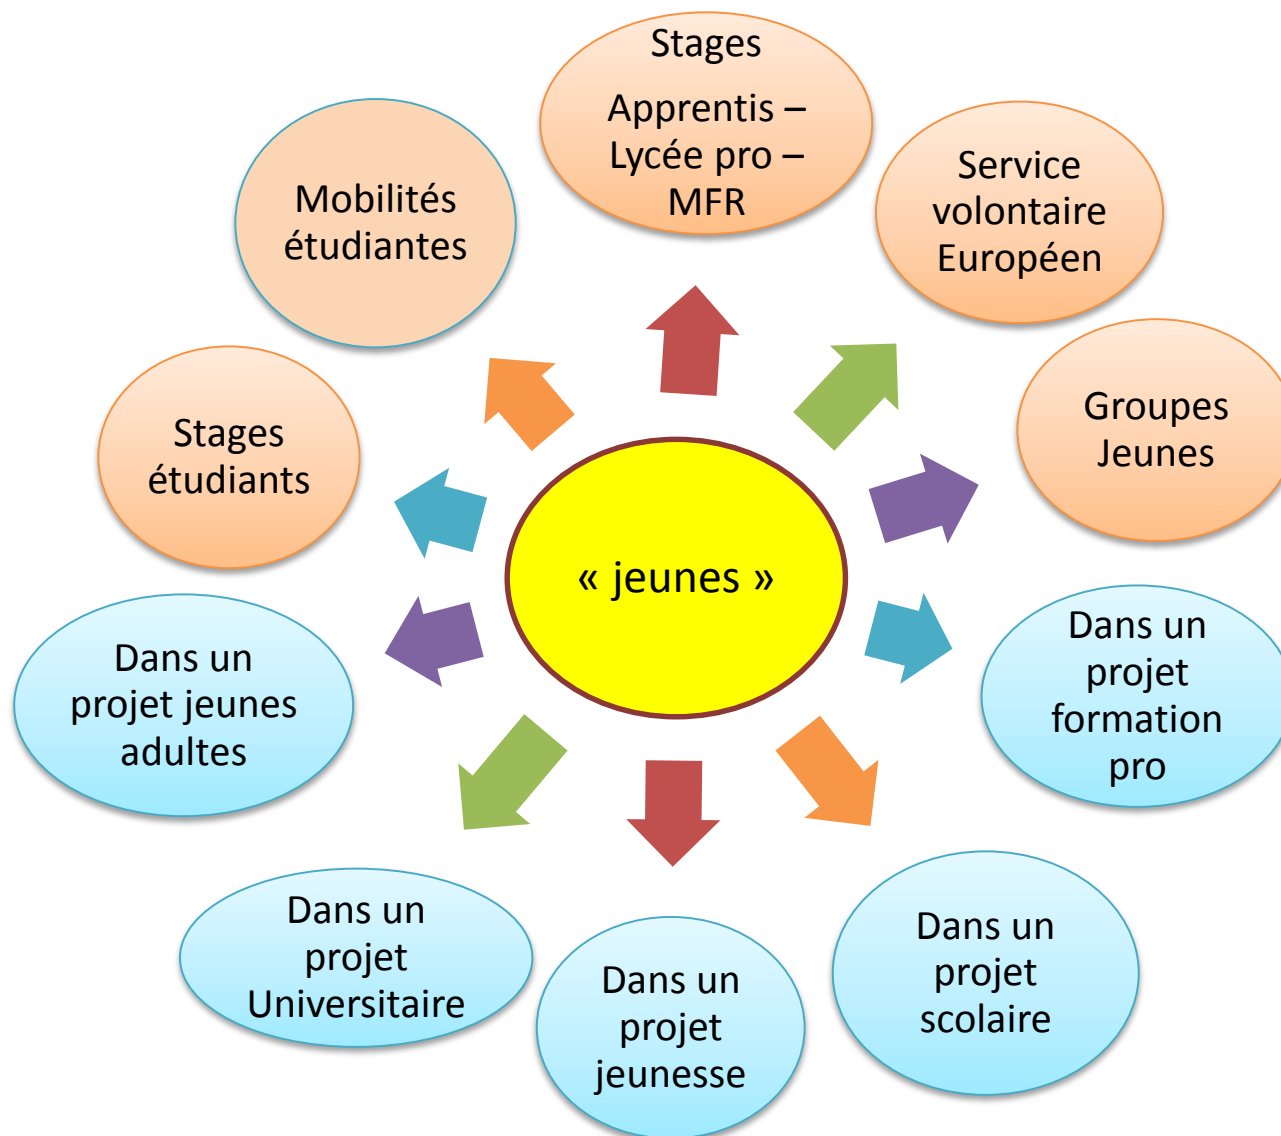 Stages
Apprentis –
Lycée pro –
MFR
Service
volontaire
Européen
Groupes
Jeunes
Dans un
projet
formation
pro
Dans un
projet
scolaire
Dans un
projet
jeunesse
Dans un
projet
Universitaire
Dans un
projet jeunes
adultes
Stages
étudiants
Mobilités
étudiantes
« jeunes »